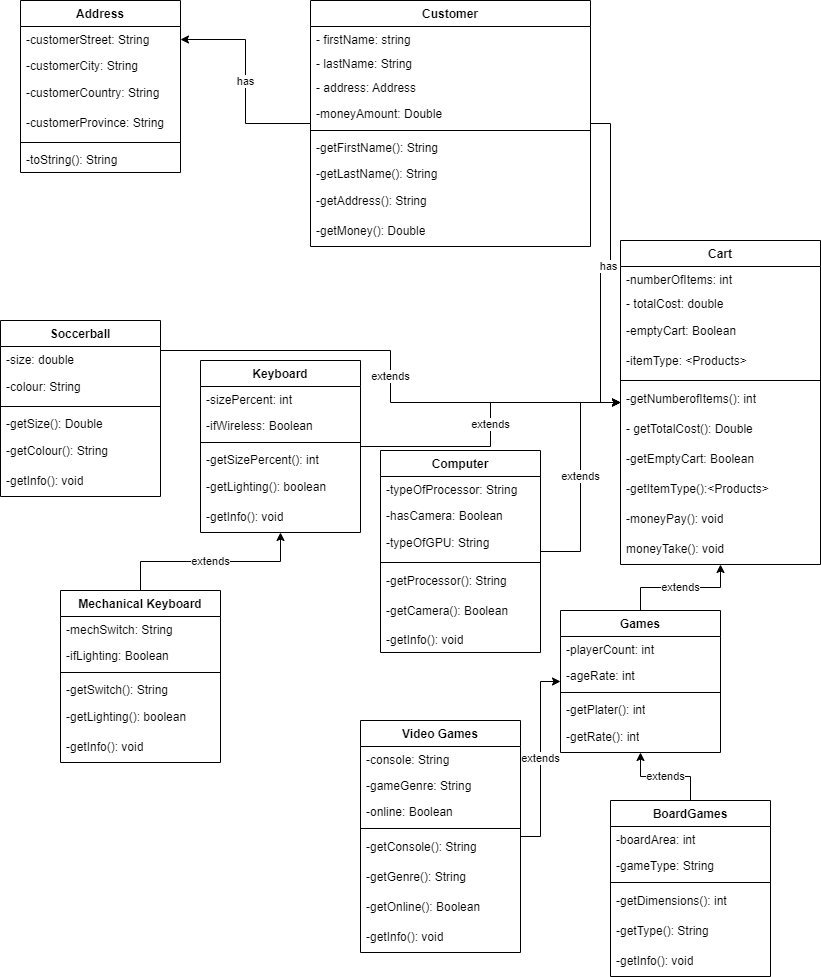 Address
-customerStreet: String
-customerCity: String
-customerCountry: String
-customerProvince: String
-toString(): String
has
Customer
- firstName: string
- lastName: String
- address: Address
-moneyAmount: Double
-getFirstName(): String
-getLastName(): String
-getAddress(): String
-getMoney(): Double
has
Cart
-numberOfItems: int
- totalCost: double
-emptyCart: Boolean
-itemType: <Products>
-getNumberofItems(): int
- getTotalCost(): Double
-getEmptyCart: Boolean
-getItemType():<Products>
-moneyPay(): void
moneyTake(): void
Soccerball
-size: double
-colour: String
-getSize(): Double
-getColour(): String
-getInfo(): void
extends
Keyboard
-sizePercent: int
-ifWireless: Boolean
-getSizePercent(): int
-getLighting(): boolean
-getInfo(): void
extends
Computer
-typeOfProcessor: String
-hasCamera: Boolean
-typeOfGPU: String
-getProcessor(): String
-getCamera(): Boolean
-getInfo(): void
extends
extends
Mechanical Keyboard
-mechSwitch: String
-ifLighting: Boolean
-getSwitch(): String
-getLighting(): boolean
-getInfo(): void
extends
Games
-playerCount: int
-ageRate: int
-getPlater(): int
-getRate(): int
Video Games
-console: String
-gameGenre: String
-online: Boolean
-getConsole(): String
-getGenre(): String
-getOnline(): Boolean
-getInfo(): void
extends
extends
BoardGames
-boardArea: int
-gameType: String
-getDimensions(): int
-getType(): String
-getInfo(): void